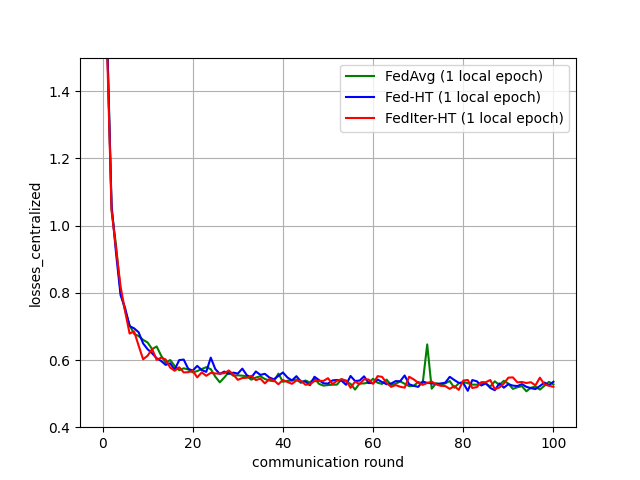 FedAvg (1 local epoch)
Fed-HT (1 local epoch)
FedIter-HT (1 local epoch)
losses_centralized
1.4
1.2
1.0
0.8
0.6
0.4
0 20 40 60 80 100
communication round